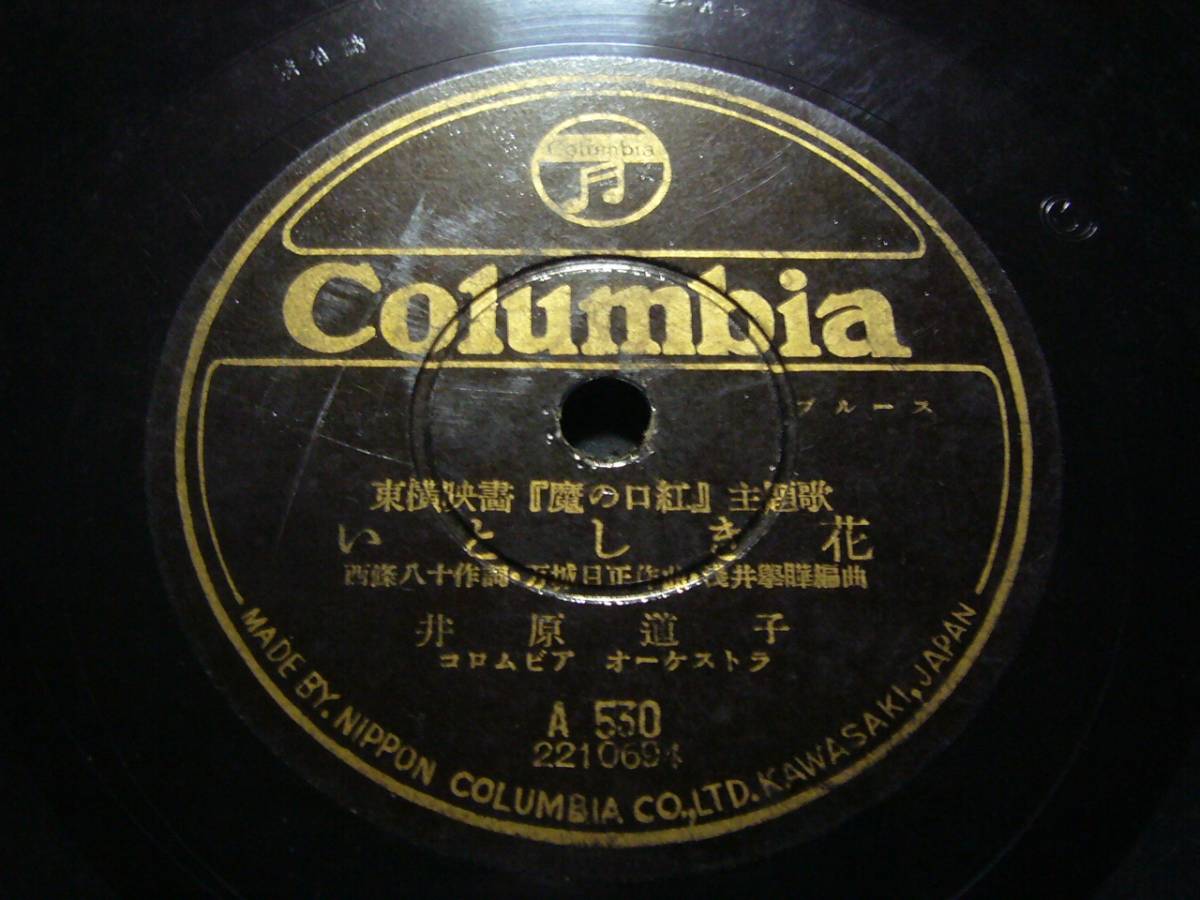 Columbia
Columbia
ブルース
東横映畵『魔の口紅』主題歌
いとしき花
西條八十作詞・万城目正作曲・浅井擧曄編曲
井原道子
コロムビア オーケストラ
A 530
2210694
MADE BY. NIPPON COLUMBIA CO., LTD. KAWASAKI, JAPAN